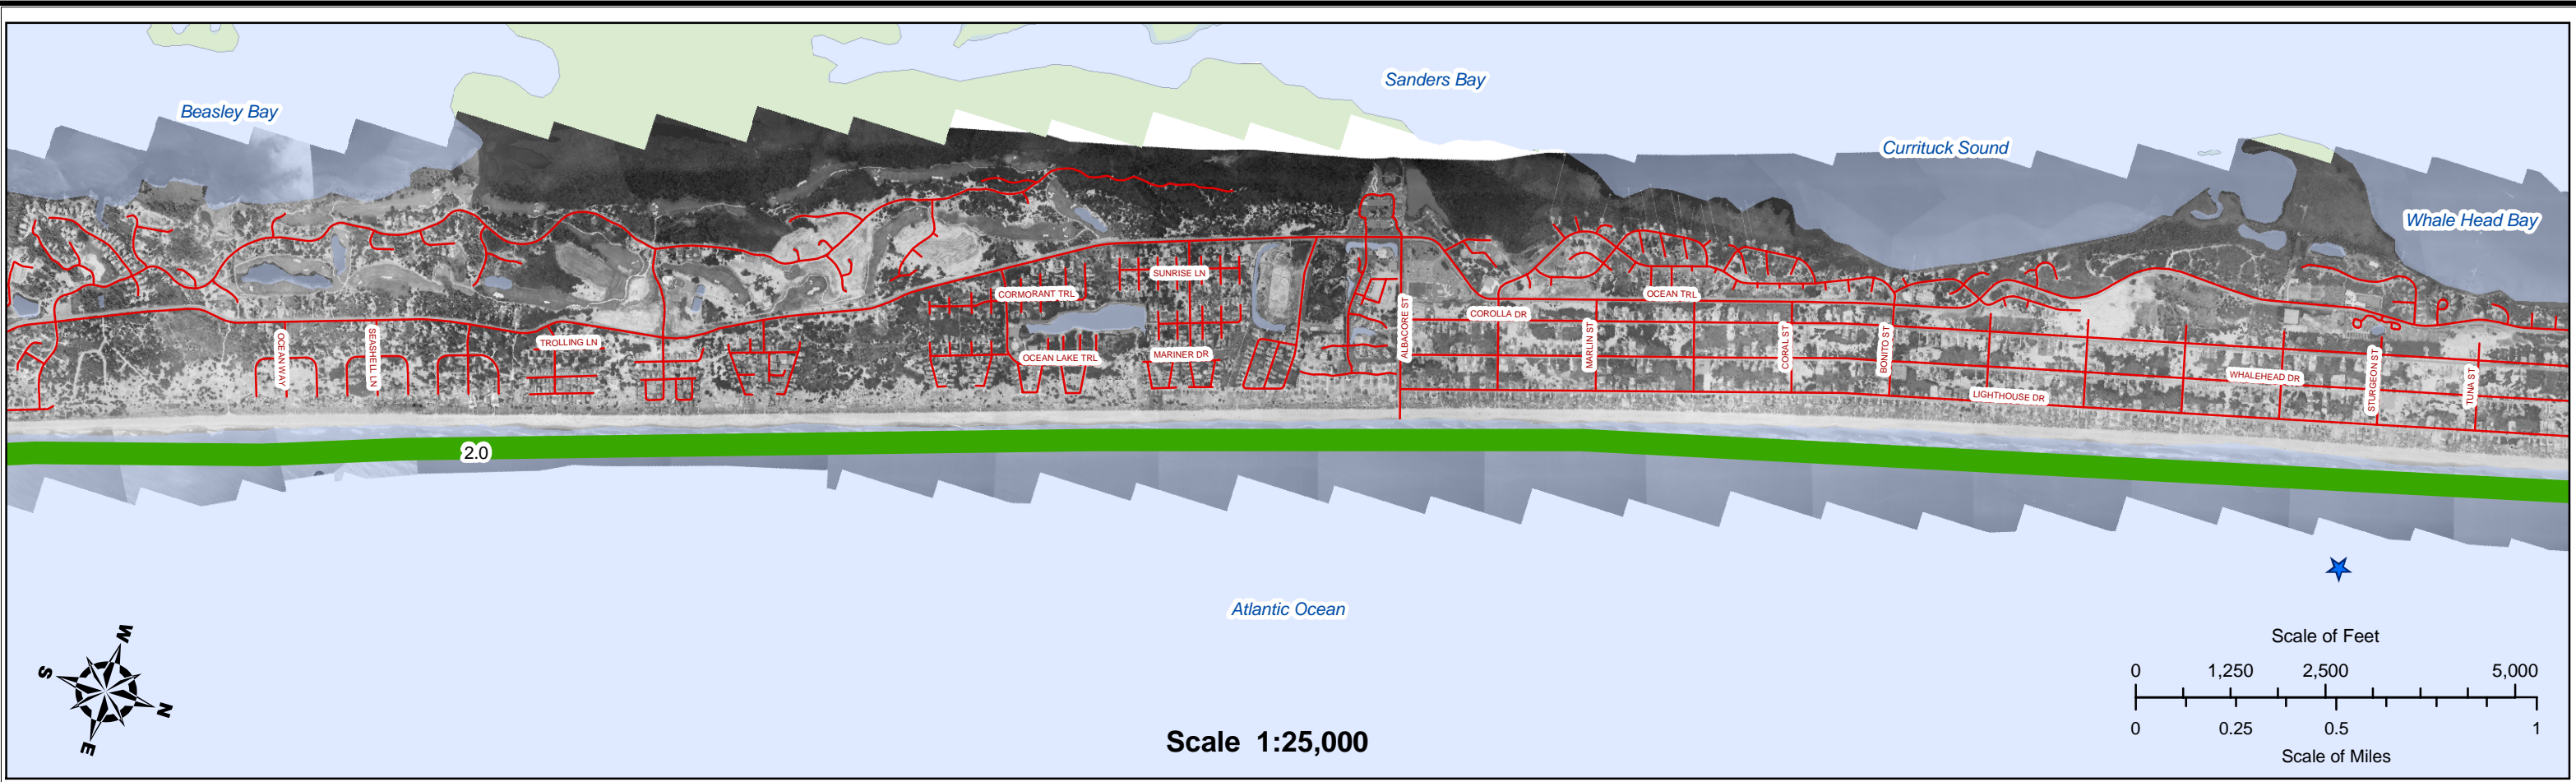 Sanders Bay
Beasley Bay
Currituck Sound
Whale Head Bay
SUNRISE LN
CORMORANT TRL
OCEAN TRL
COROLLA DR
ALBACORE ST
MARLIN ST
CORAL ST
BONITO ST
OCEAN WAY
SEASHELL LN
TROLLING LN
OCEAN LAKE TRL
MARINER DR
WHALEHEAD DR
LIGHTHOUSE DR
STURGEON ST
TUNA ST
2.0
Atlantic Ocean
W
S
N
E
Scale of Feet
0 1,250 2,500 5,000
0 0.25 0.5 1
Scale of Miles
Scale 1:25,000